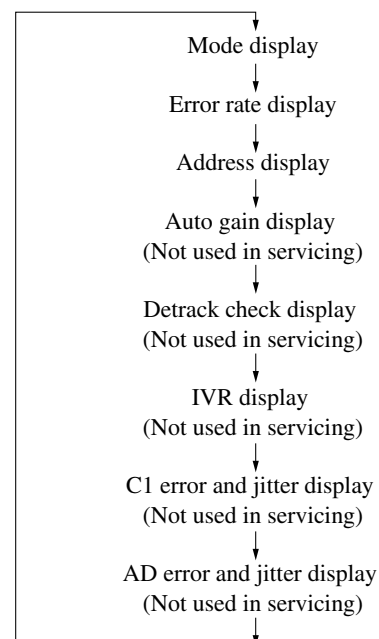 Mode display
Error rate display
Address display
Auto gain display
(Not used in servicing)
Detrack check display
(Not used in servicing)
IVR display
(Not used in servicing)
C1 error and jitter display
(Not used in servicing)
AD error and jitter display
(Not used in servicing)